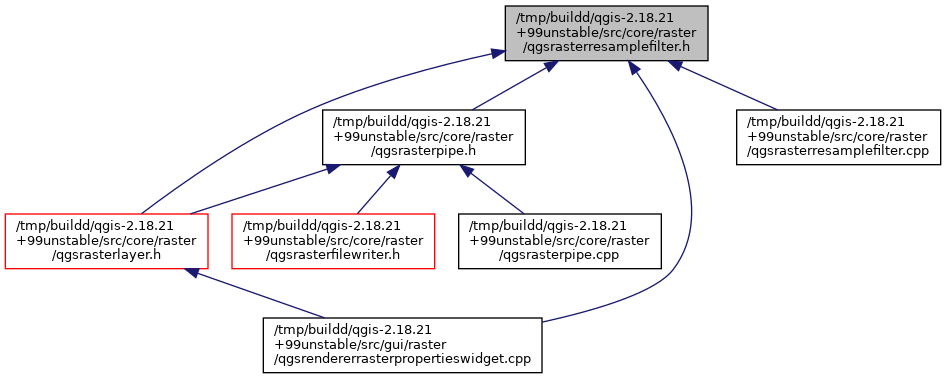 /tmp/buildd/qgis-2.18.21
+99unstable/src/core/raster
/qgsrasterresamplefilter.h
/tmp/buildd/qgis-2.18.21
+99unstable/src/core/raster
/qgsrasterpipe.h
/tmp/buildd/qgis-2.18.21
+99unstable/src/core/raster
/qgsrasterresamplefilter.cpp
/tmp/buildd/qgis-2.18.21
+99unstable/src/core/raster
/qgsrasterlayer.h
/tmp/buildd/qgis-2.18.21
+99unstable/src/core/raster
/qgsrasterfilewriter.h
/tmp/buildd/qgis-2.18.21
+99unstable/src/core/raster
/qgsrasterpipe.cpp
/tmp/buildd/qgis-2.18.21
+99unstable/src/gui/raster
/qgsrendererrasterpropertieswidget.cpp